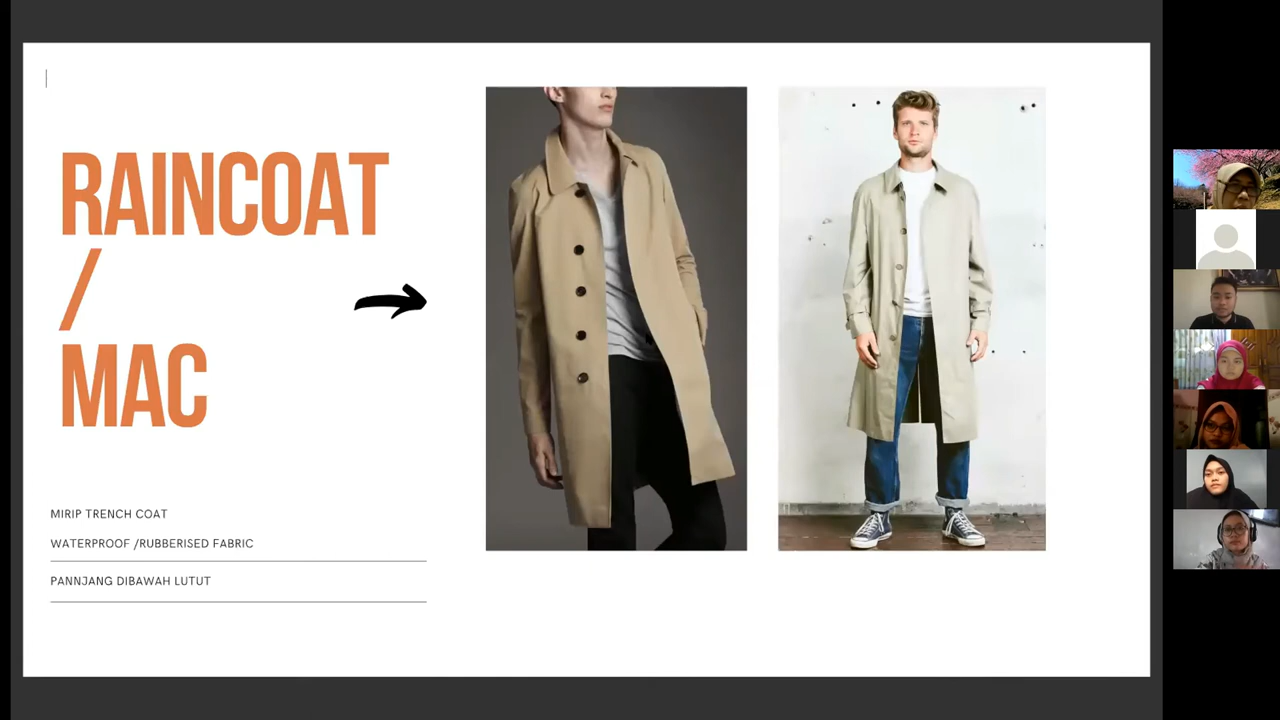 RAINCOAT
/
MAC
MIRIP TRENCH COAT
WATERPROOF /RUBBERISED FABRIC
PANNJANG DIBAWAH LUTUT